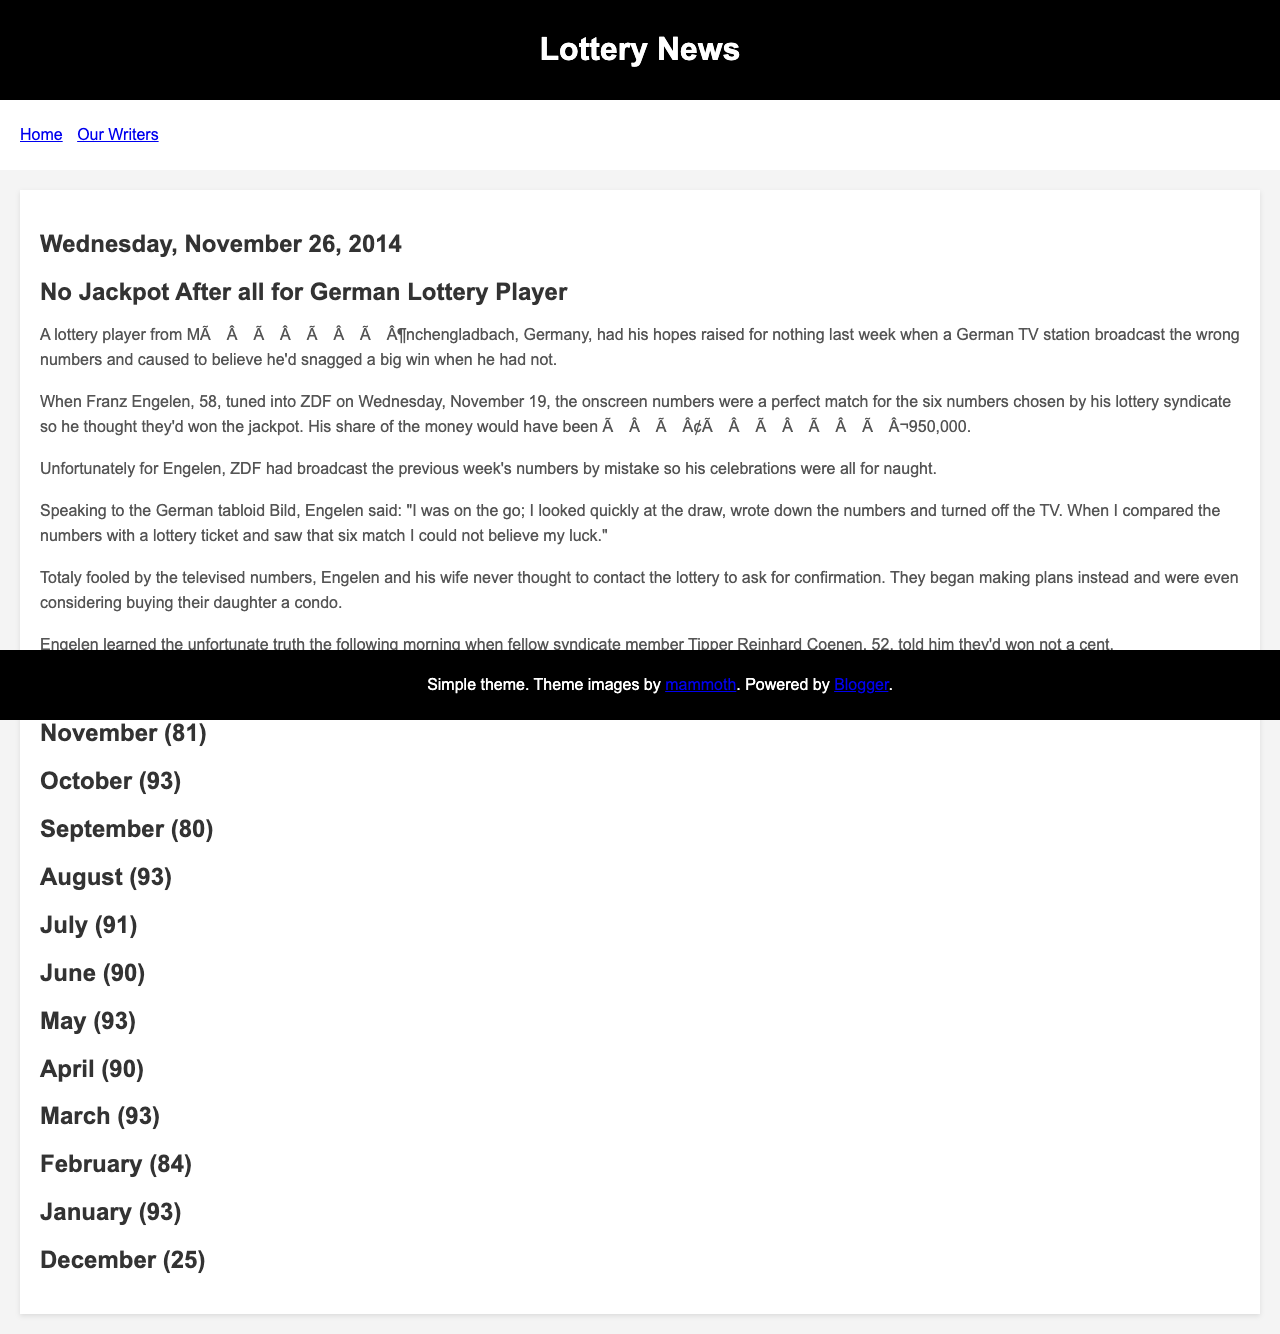 Lottery News
Home Our Writers
Wednesday, November 26, 2014
No Jackpot After all for German Lottery Player
A lottery player from MÃ Â Ã Â Ã Â Ã Â¶nchengladbach, Germany, had his hopes raised for nothing last week when a German TV station broadcast the wrong
numbers and caused to believe he'd snagged a big win when he had not.
When Franz Engelen, 58, tuned into ZDF on Wednesday, November 19, the onscreen numbers were a perfect match for the six numbers chosen by his lottery syndicate
so he thought they'd won the jackpot. His share of the money would have been Ã Â Ã Â¢Ã Â Ã Â Ã Â Ã Â¬950,000.
Unfortunately for Engelen, ZDF had broadcast the previous week's numbers by mistake so his celebrations were all for naught.
Speaking to the German tabloid Bild, Engelen said: "I was on the go; I looked quickly at the draw, wrote down the numbers and turned off the TV. When I compared the
numbers with a lottery ticket and saw that six match I could not believe my luck."
Totaly fooled by the televised numbers, Engelen and his wife never thought to contact the lottery to ask for confirmation. They began making plans instead and were even
considering buying their daughter a condo.
Engelen learned the unfortunate truth the following morning when fellow syndicate member Tipper Reinhard Coenen, 52, told him they'd won not a cent.
Simple theme. Theme images by mammoth. Powered by Blogger.
November (81)
October (93)
September (80)
August (93)
July (91)
June (90)
May (93)
April (90)
March (93)
February (84)
January (93)
December (25)